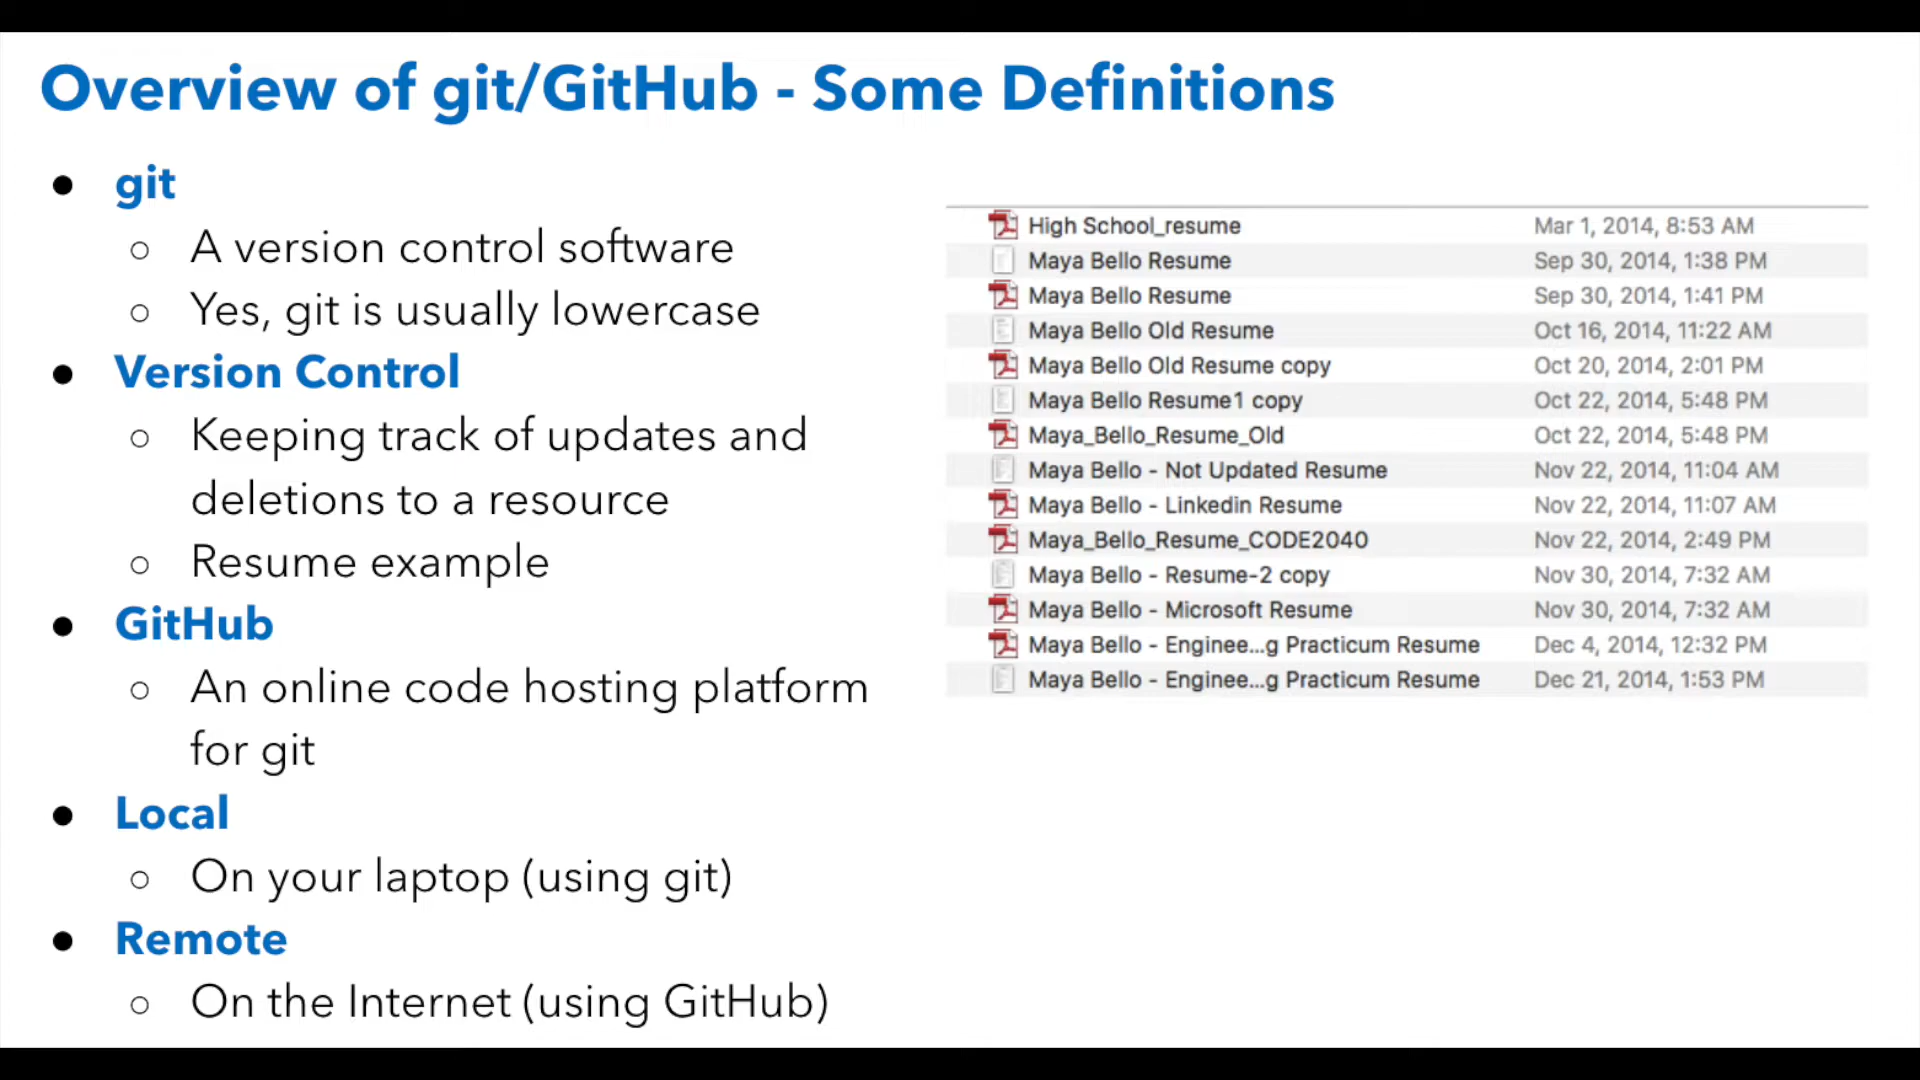 Overview of git/GitHub - Some Definitions
● git
○ A version control software
○ Yes, git is usually lowercase
● Version Control
○ Keeping track of updates and
deletions to a resource
○ Resume example
● GitHub
○ An online code hosting platform
for git
● Local
○ On your laptop (using git)
● Remote
○ On the Internet (using GitHub)
High School_resume Mar 1, 2014, 8:53 AM
Maya Bello Resume Sep 30, 2014, 1:38 PM
Maya Bello Resume Sep 30, 2014, 1:41 PM
Maya Bello Old Resume Oct 16, 2014, 11:22 AM
Maya Bello Old Resume copy Oct 20, 2014, 2:01 PM
Maya Bello Resume1 copy Oct 22, 2014, 5:48 PM
Maya_Bello_Resume_Old Oct 22, 2014, 5:48 PM
Maya Bello - Not Updated Resume Nov 22, 2014, 11:04 AM
Maya Bello - Linkedin Resume Nov 22, 2014, 11:07 AM
Maya_Bello_Resume_CODE2040 Nov 22, 2014, 2:49 PM
Maya Bello - Resume-2 copy Nov 30, 2014, 7:32 AM
Maya Bello - Microsoft Resume Nov 30, 2014, 7:32 AM
Maya Bello - Enginee...g Practicum Resume Dec 4, 2014, 12:32 PM
Maya Bello - Enginee...g Practicum Resume Dec 21, 2014, 1:53 PM